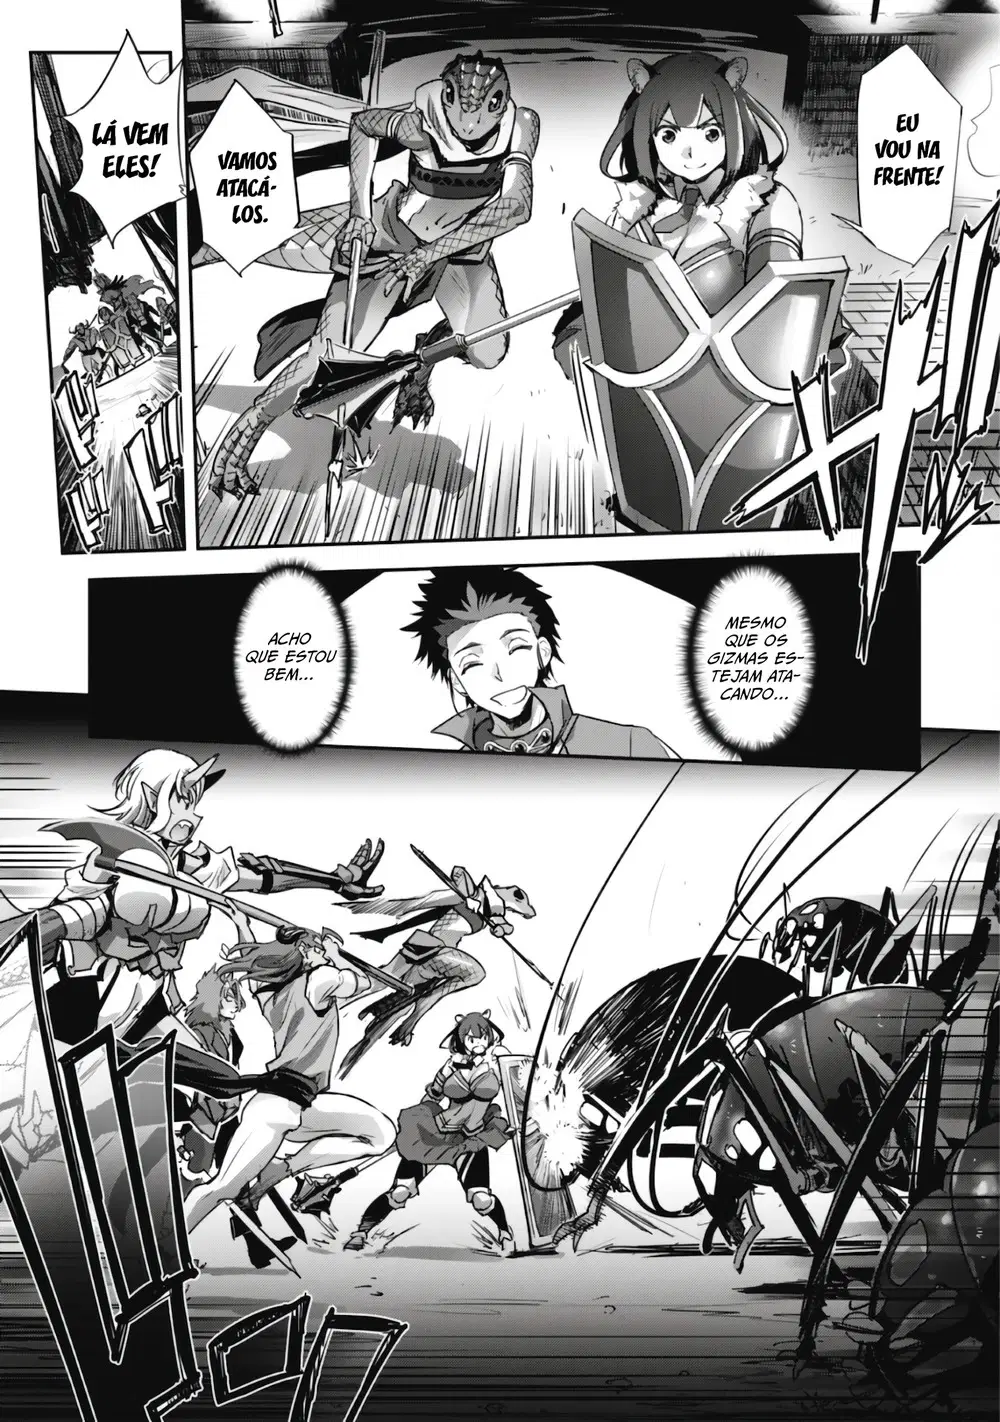 EU
VOU NA
FRENTE!
VAMOS
ATACÁ-
LOS.
LÁ VEM
ELES!
MESMO
QUE OS
GIZMAS ES-
TEJAM ATA-
CANDO...
ACHO
QUE ESTOU
BEM...